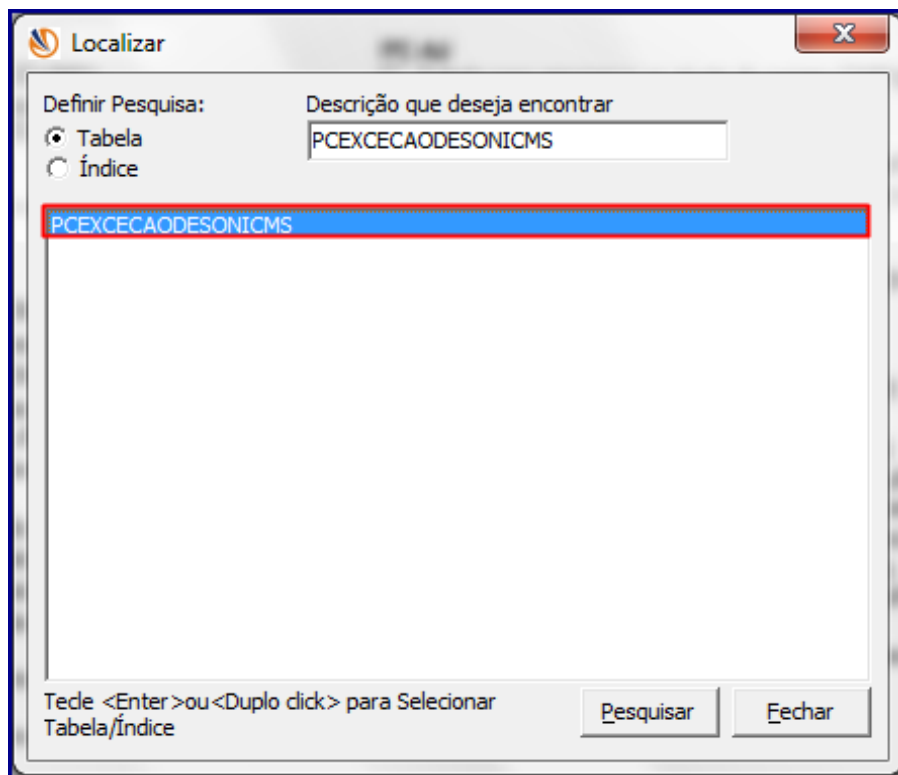 Localizar
Definir Pesquisa:
Descrição que deseja encontrar
Tabela
PCEXCECAODESONICMS
Índice
PCEXCECAODESONICMS
Tecle <Enter>ou<Duplo click> para Selecionar
Tabela/Índice
Pesquisar
Fechar